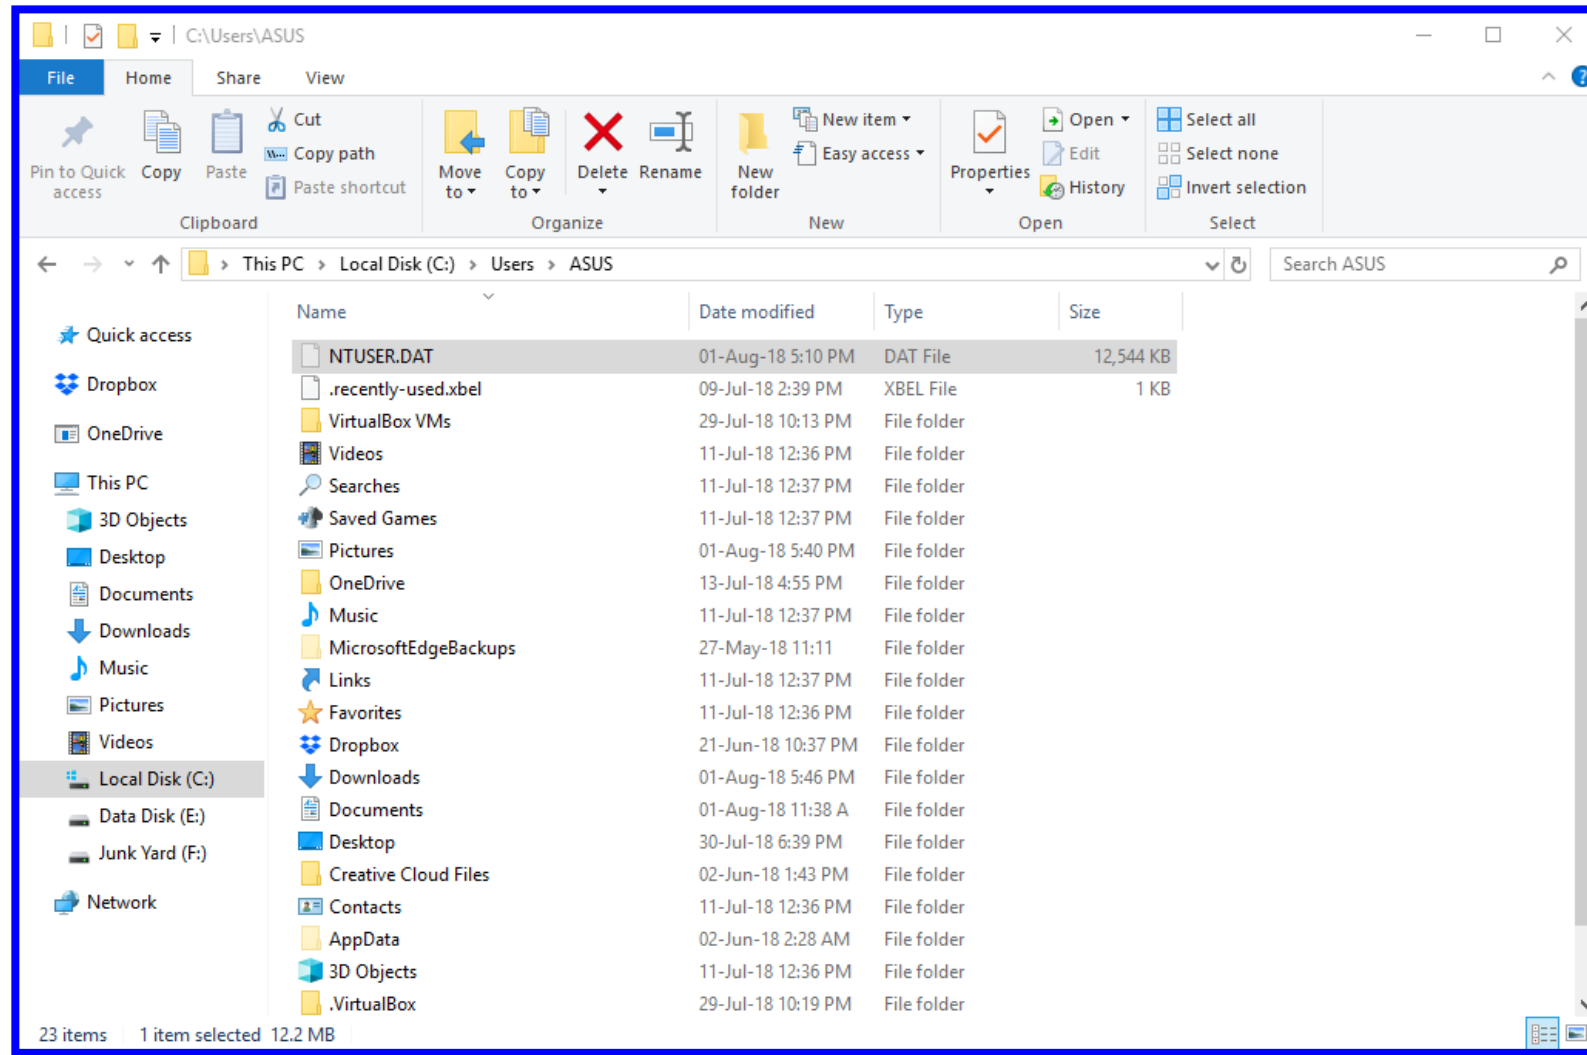 C:\Users\ASUS
File Home Share View
Pin to Quick access
Copy
Paste
Cut
Copy path
Paste shortcut
Clipboard
Move to
Copy to
Delete
Rename
Organize
New folder
New item
Easy access
New
Properties
Open
Edit
History
Open
Select all
Select none
Invert selection
Select
This PC > Local Disk (C:) > Users > ASUS
Search ASUS
Quick access
Dropbox
OneDrive
This PC
3D Objects
Desktop
Documents
Downloads
Music
Pictures
Videos
Local Disk (C:)
Data Disk (E:)
Junk Yard (F:)
Network
Name Date modified Type Size
NTUSER.DAT 01-Aug-18 5:10 PM DAT File 12,544 KB
.recently-used.xbel 09-Jul-18 2:39 PM XBEL File 1 KB
VirtualBox VMs 29-Jul-18 10:13 PM File folder
Videos 11-Jul-18 12:36 PM File folder
Searches 11-Jul-18 12:37 PM File folder
Saved Games 11-Jul-18 12:37 PM File folder
Pictures 01-Aug-18 5:40 PM File folder
OneDrive 13-Jul-18 4:55 PM File folder
Music 11-Jul-18 12:37 PM File folder
MicrosoftEdgeBackups 27-May-18 11:11 File folder
Links 11-Jul-18 12:37 PM File folder
Favorites 11-Jul-18 12:36 PM File folder
Dropbox 21-Jun-18 10:37 PM File folder
Downloads 01-Aug-18 5:46 PM File folder
Documents 01-Aug-18 11:38 A File folder
Desktop 30-Jul-18 6:39 PM File folder
Creative Cloud Files 02-Jun-18 1:43 PM File folder
Contacts 11-Jul-18 12:36 PM File folder
AppData 02-Jun-18 2:28 AM File folder
3D Objects 11-Jul-18 12:36 PM File folder
.VirtualBox 29-Jul-18 10:19 PM File folder
23 items 1 item selected 12.2 MB